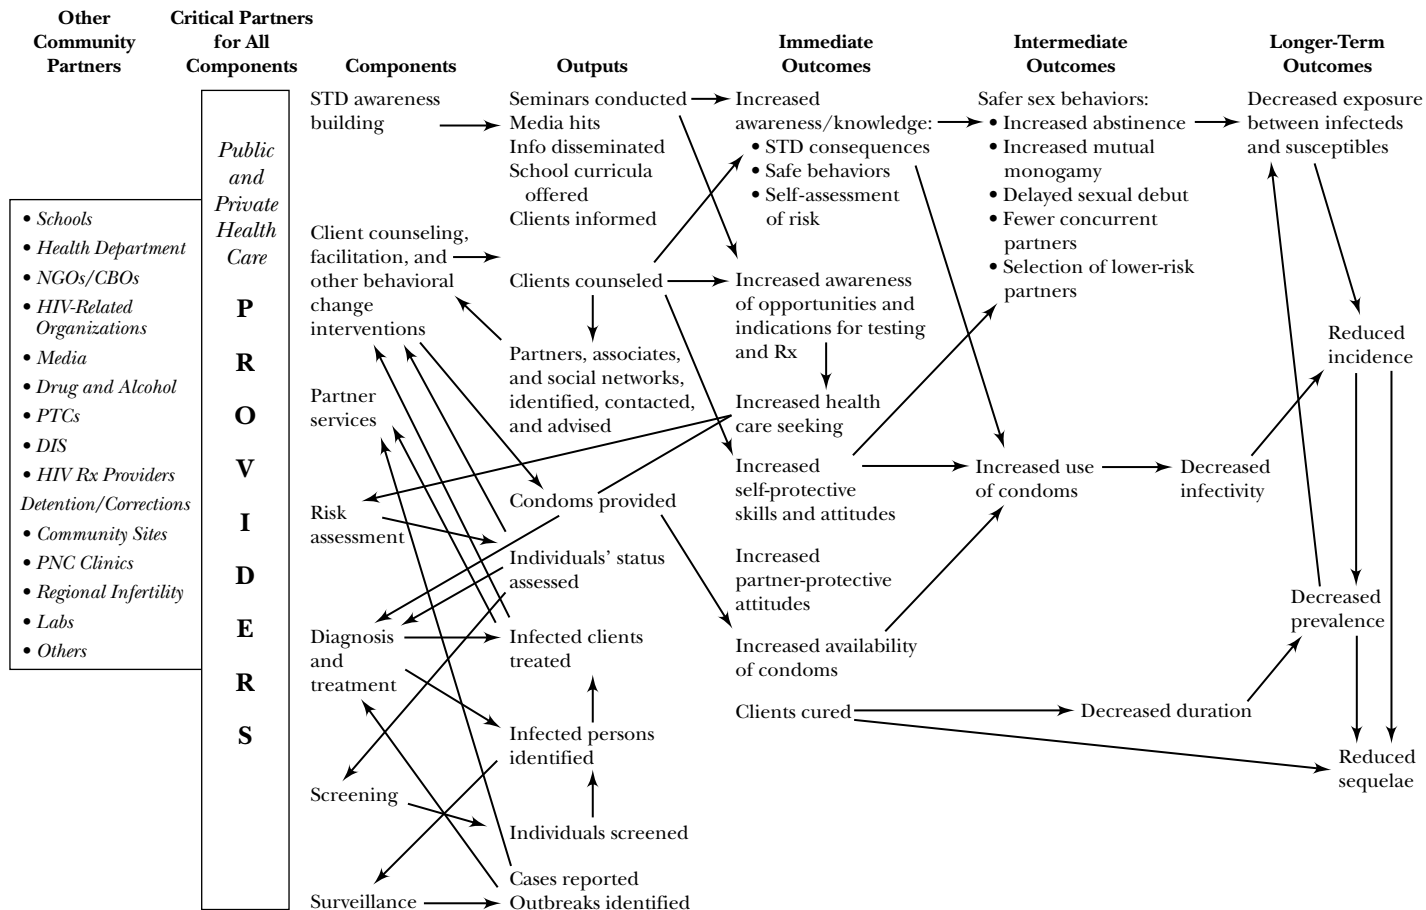 Other
Community
Partners
Critical Partners
for All
Components
Components
Outputs
Immediate
Outcomes
Intermediate
Outcomes
Longer-Term
Outcomes
• Schools
• Health Department
• NGOs/CBOs
• HIV-Related
Organizations
• Media
• Drug and Alcohol
• PTCs
• DIS
• HIV Rx Providers
Detention/Corrections
• Community Sites
• PNC Clinics
• Regional Infertility
• Labs
• Others
Public
and
Private
Health
Care
P
R
O
V
I
D
E
R
S
STD awareness
building
Client counseling,
facilitation, and
other behavioral
change
interventions
Partner
services
Risk
assessment
Diagnosis
and
treatment
Screening
Surveillance
Seminars conducted
Media hits
Info disseminated
School curricula
offered
Clients informed
Clients counseled
Partners, associates,
and social networks,
identified, contacted,
and advised
Condoms provided
Individuals’ status
assessed
Infected clients
treated
Infected persons
identified
Individuals screened
Cases reported
Outbreaks identified
Increased
awareness/knowledge:
• STD consequences
• Safe behaviors
• Self-assessment
of risk
Increased awareness
of opportunities and
indications for testing
and Rx
Increased health
care seeking
Increased
self-protective
skills and attitudes
Increased
partner-protective
attitudes
Increased availability
of condoms
Clients cured
Safer sex behaviors:
• Increased abstinence
• Increased mutual
monogamy
• Delayed sexual debut
• Fewer concurrent
partners
• Selection of lower-risk
partners
Increased use
of condoms
Decreased
infectivity
Decreased duration
Decreased exposure
between infecteds
and susceptibles
Reduced
incidence
Decreased
prevalence
Reduced
sequelae